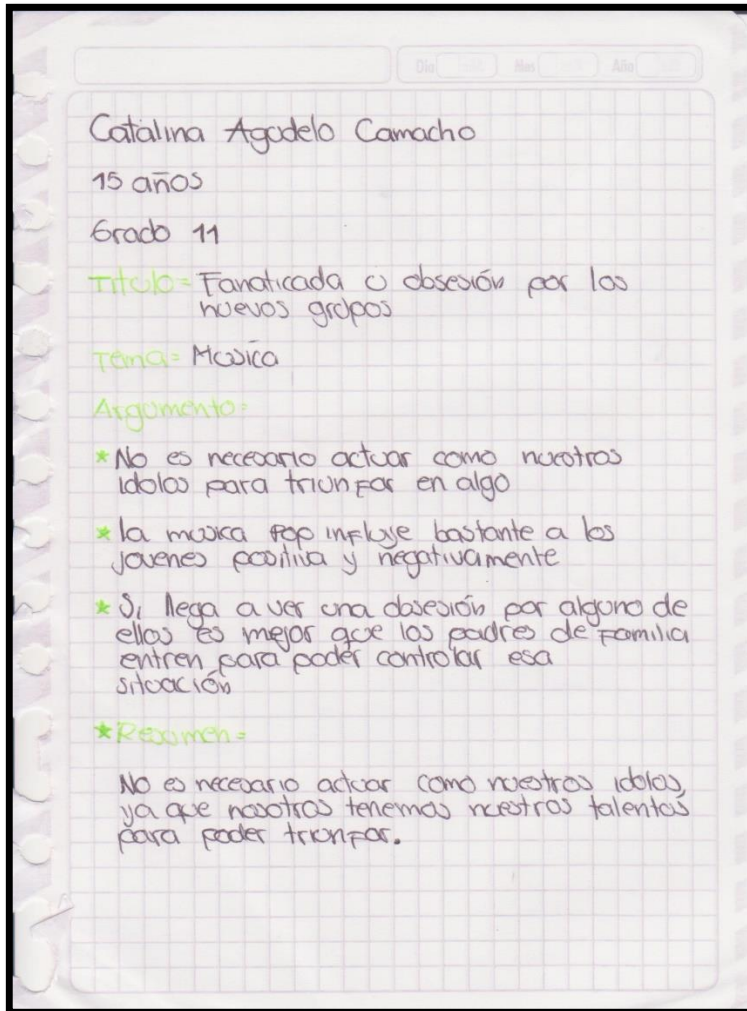 Día Mes Año
Catalina Agudelo Camacho
15 años
Grado 11
Titulo= Fanaticada u obsesión por los
nuevos grupos
Tema= Musica
Argumento=
* No es necesario actuar como nuestros
idolos para triunfar en algo
* la musica pop influye bastante a los
jovenes positiva y negativamente
* Si llega a ver una obsesión por alguno de
ellos es mejor que los padres de familia
entren para poder controlar esa
situación
* Resumen=
No es necesario actuar como nuestros idolos,
ya que nosotros tenemos nuestros talentos
para poder triunfar.